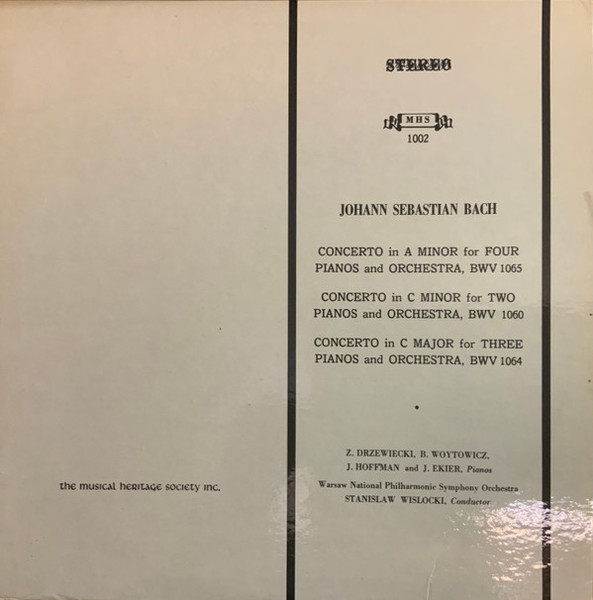 STEREO
MHS
1002
JOHANN SEBASTIAN BACH
CONCERTO in A MINOR for FOUR
PIANOS and ORCHESTRA, BWV 1065
CONCERTO in C MINOR for TWO
PIANOS and ORCHESTRA, BWV 1060
CONCERTO in C MAJOR for THREE
PIANOS and ORCHESTRA, BWV 1064
Z. DRZEWIECKI, B. WOYTOWICZ,
J. HOFFMAN and J. EKIER, Pianos
Warsaw National Philharmonic Symphony Orchestra
STANISLAW WISLOCKI, Conductor
the musical heritage society inc.